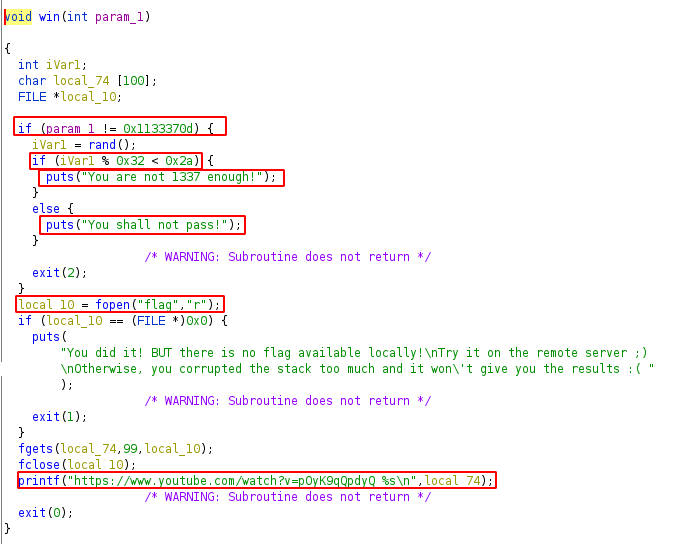 void win(int param_1)
{
int iVar1;
char local_74 [100];
FILE *local_10;
if (param_1 != 0x1133370d) {
iVar1 = rand();
if (iVar1 % 0x32 < 0x2a) {
puts("You are not 1337 enough!");
}
else {
puts("You shall not pass!");
}
/* WARNING: Subroutine does not return */
exit(2);
}
local_10 = fopen("flag","r");
if (local_10 == (FILE *)0x0) {
puts(
"You did it! BUT there is no flag available locally!\nTry it on the remote server ;)
\nOtherwise, you corrupted the stack too much and it won\'t give you the results :( "
);
/* WARNING: Subroutine does not return */
exit(1);
}
fgets(local_74,99,local_10);
fclose(local_10);
printf("https://www.youtube.com/watch?v=pOyK9qQpdyQ %s\n",local_74);
/* WARNING: Subroutine does not return */
exit(0);
}